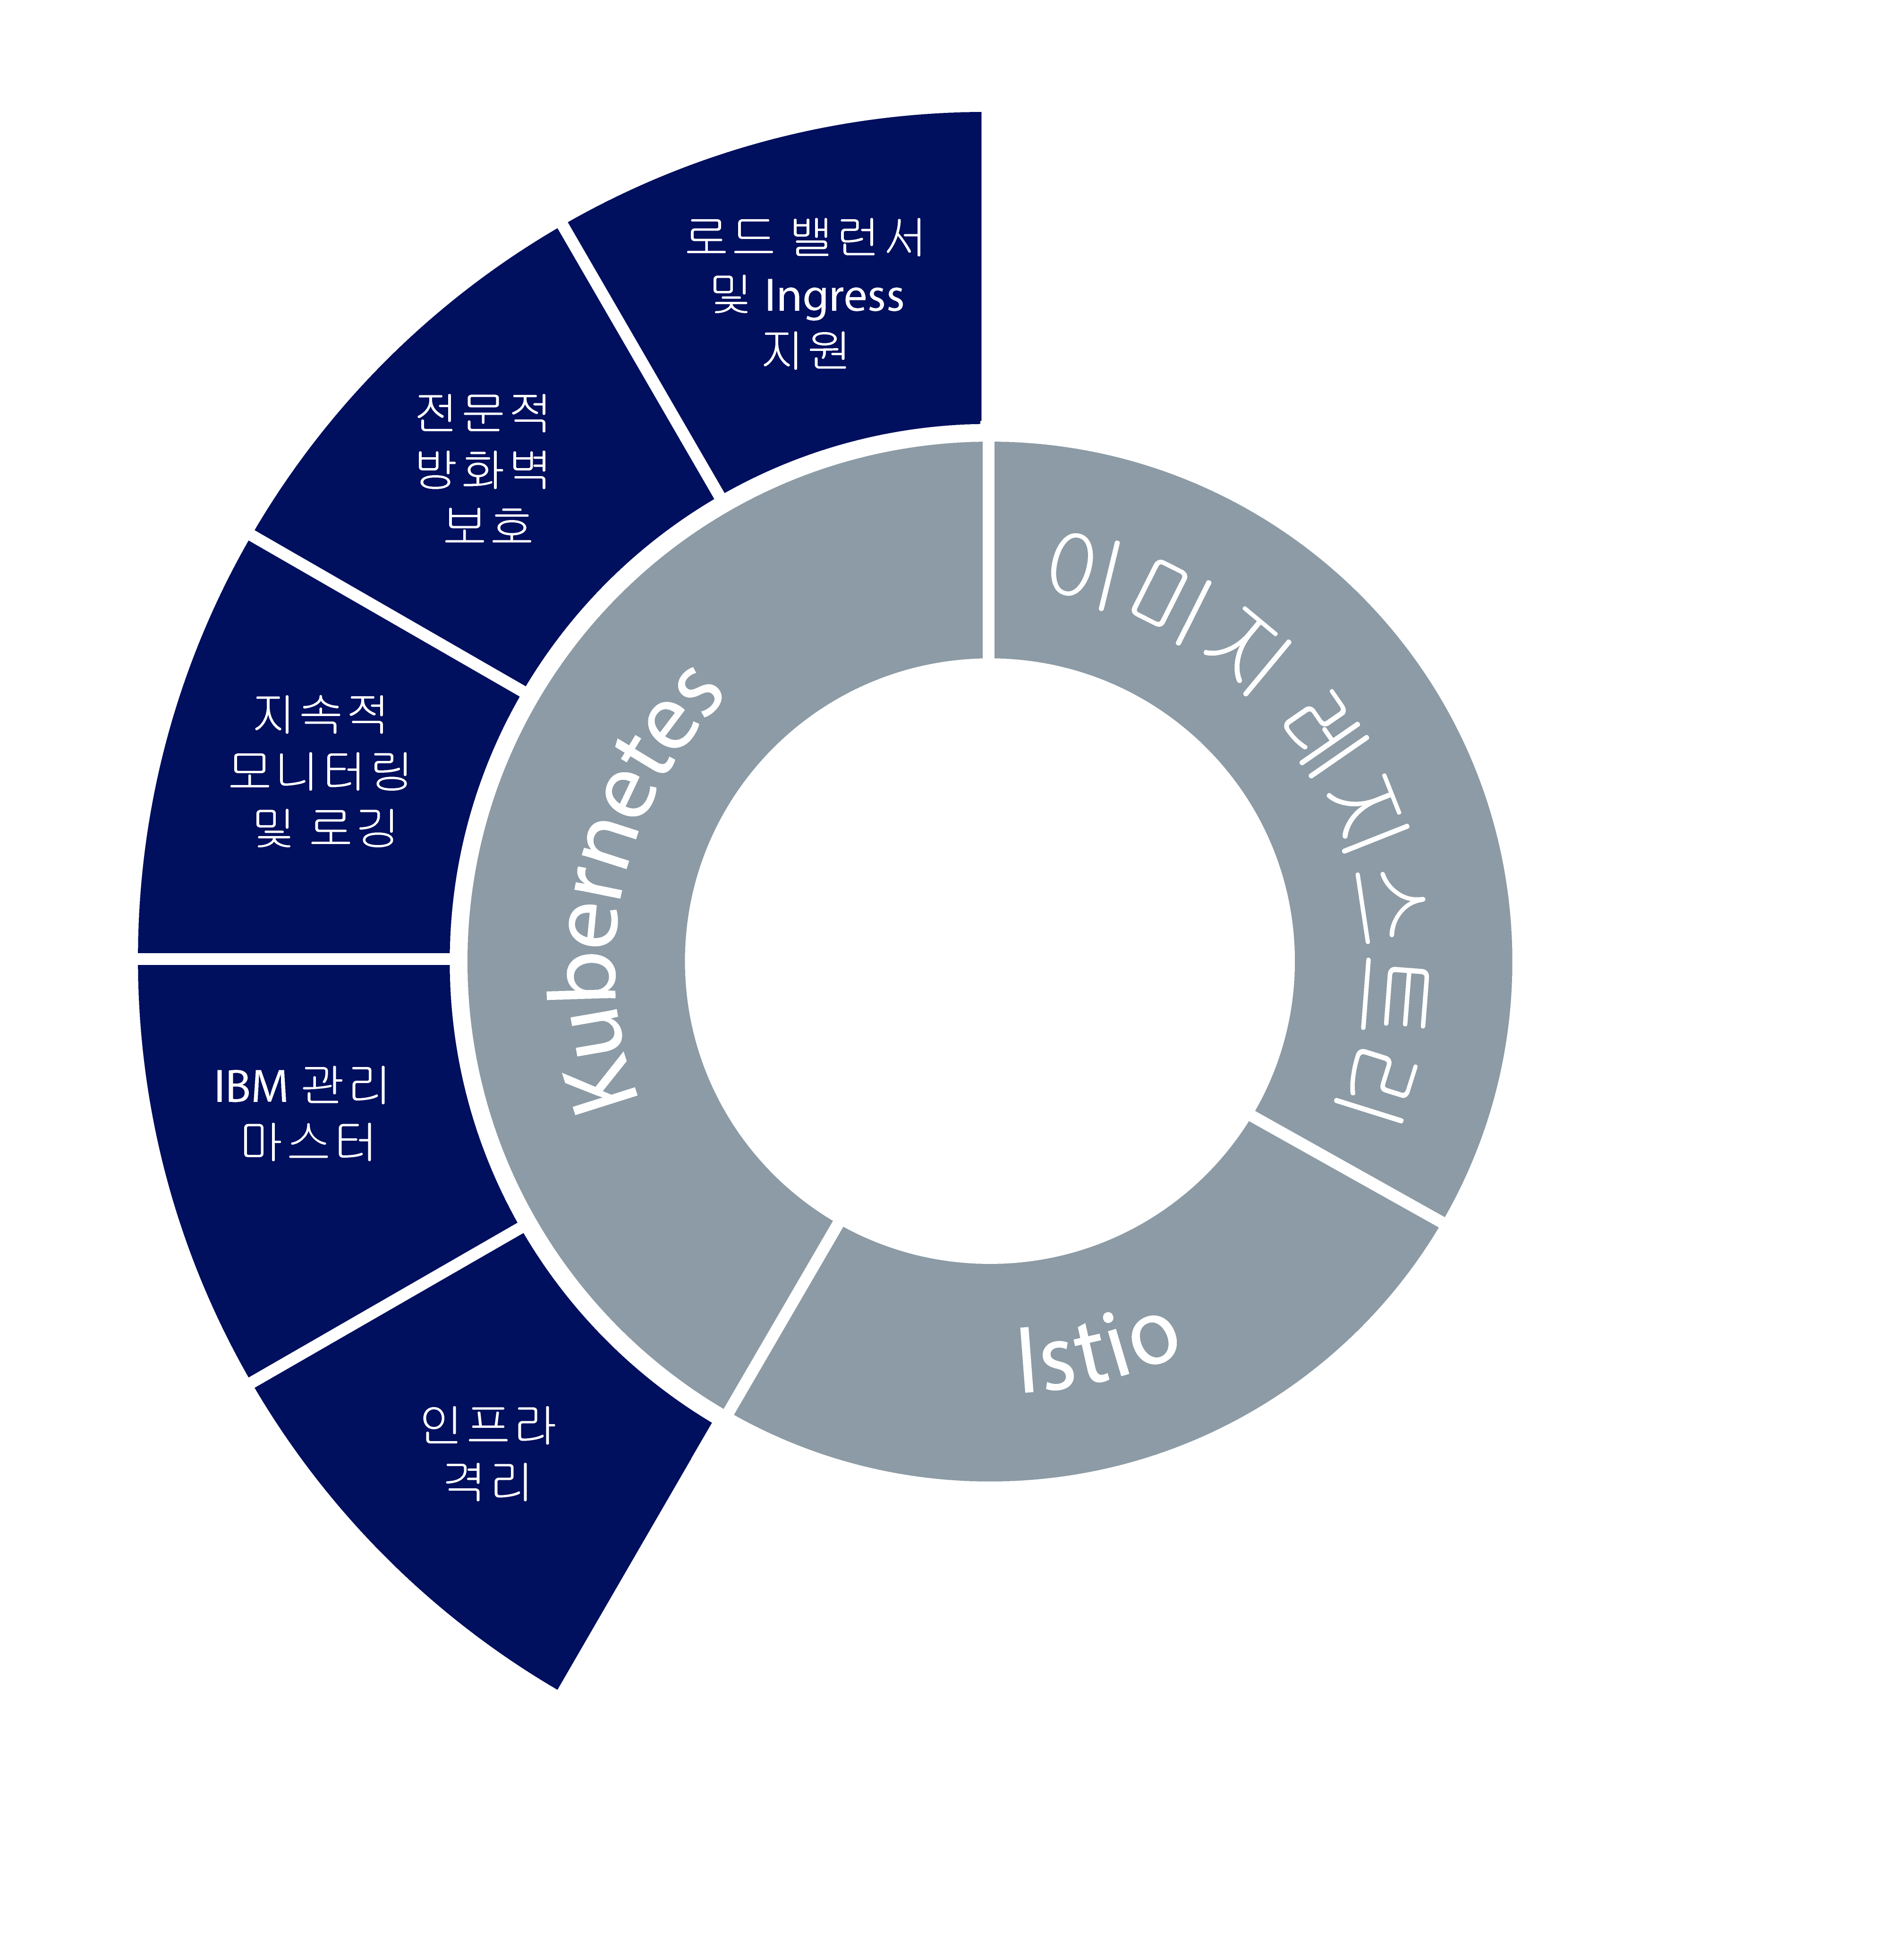 로드 밸런서
및 Ingress
지원
전문적
방화벽
보호
지속적
모니터링
및 로깅
IBM 관리
마스터
인프라
격리
Kubernetes
이미지 레지스트리
Istio